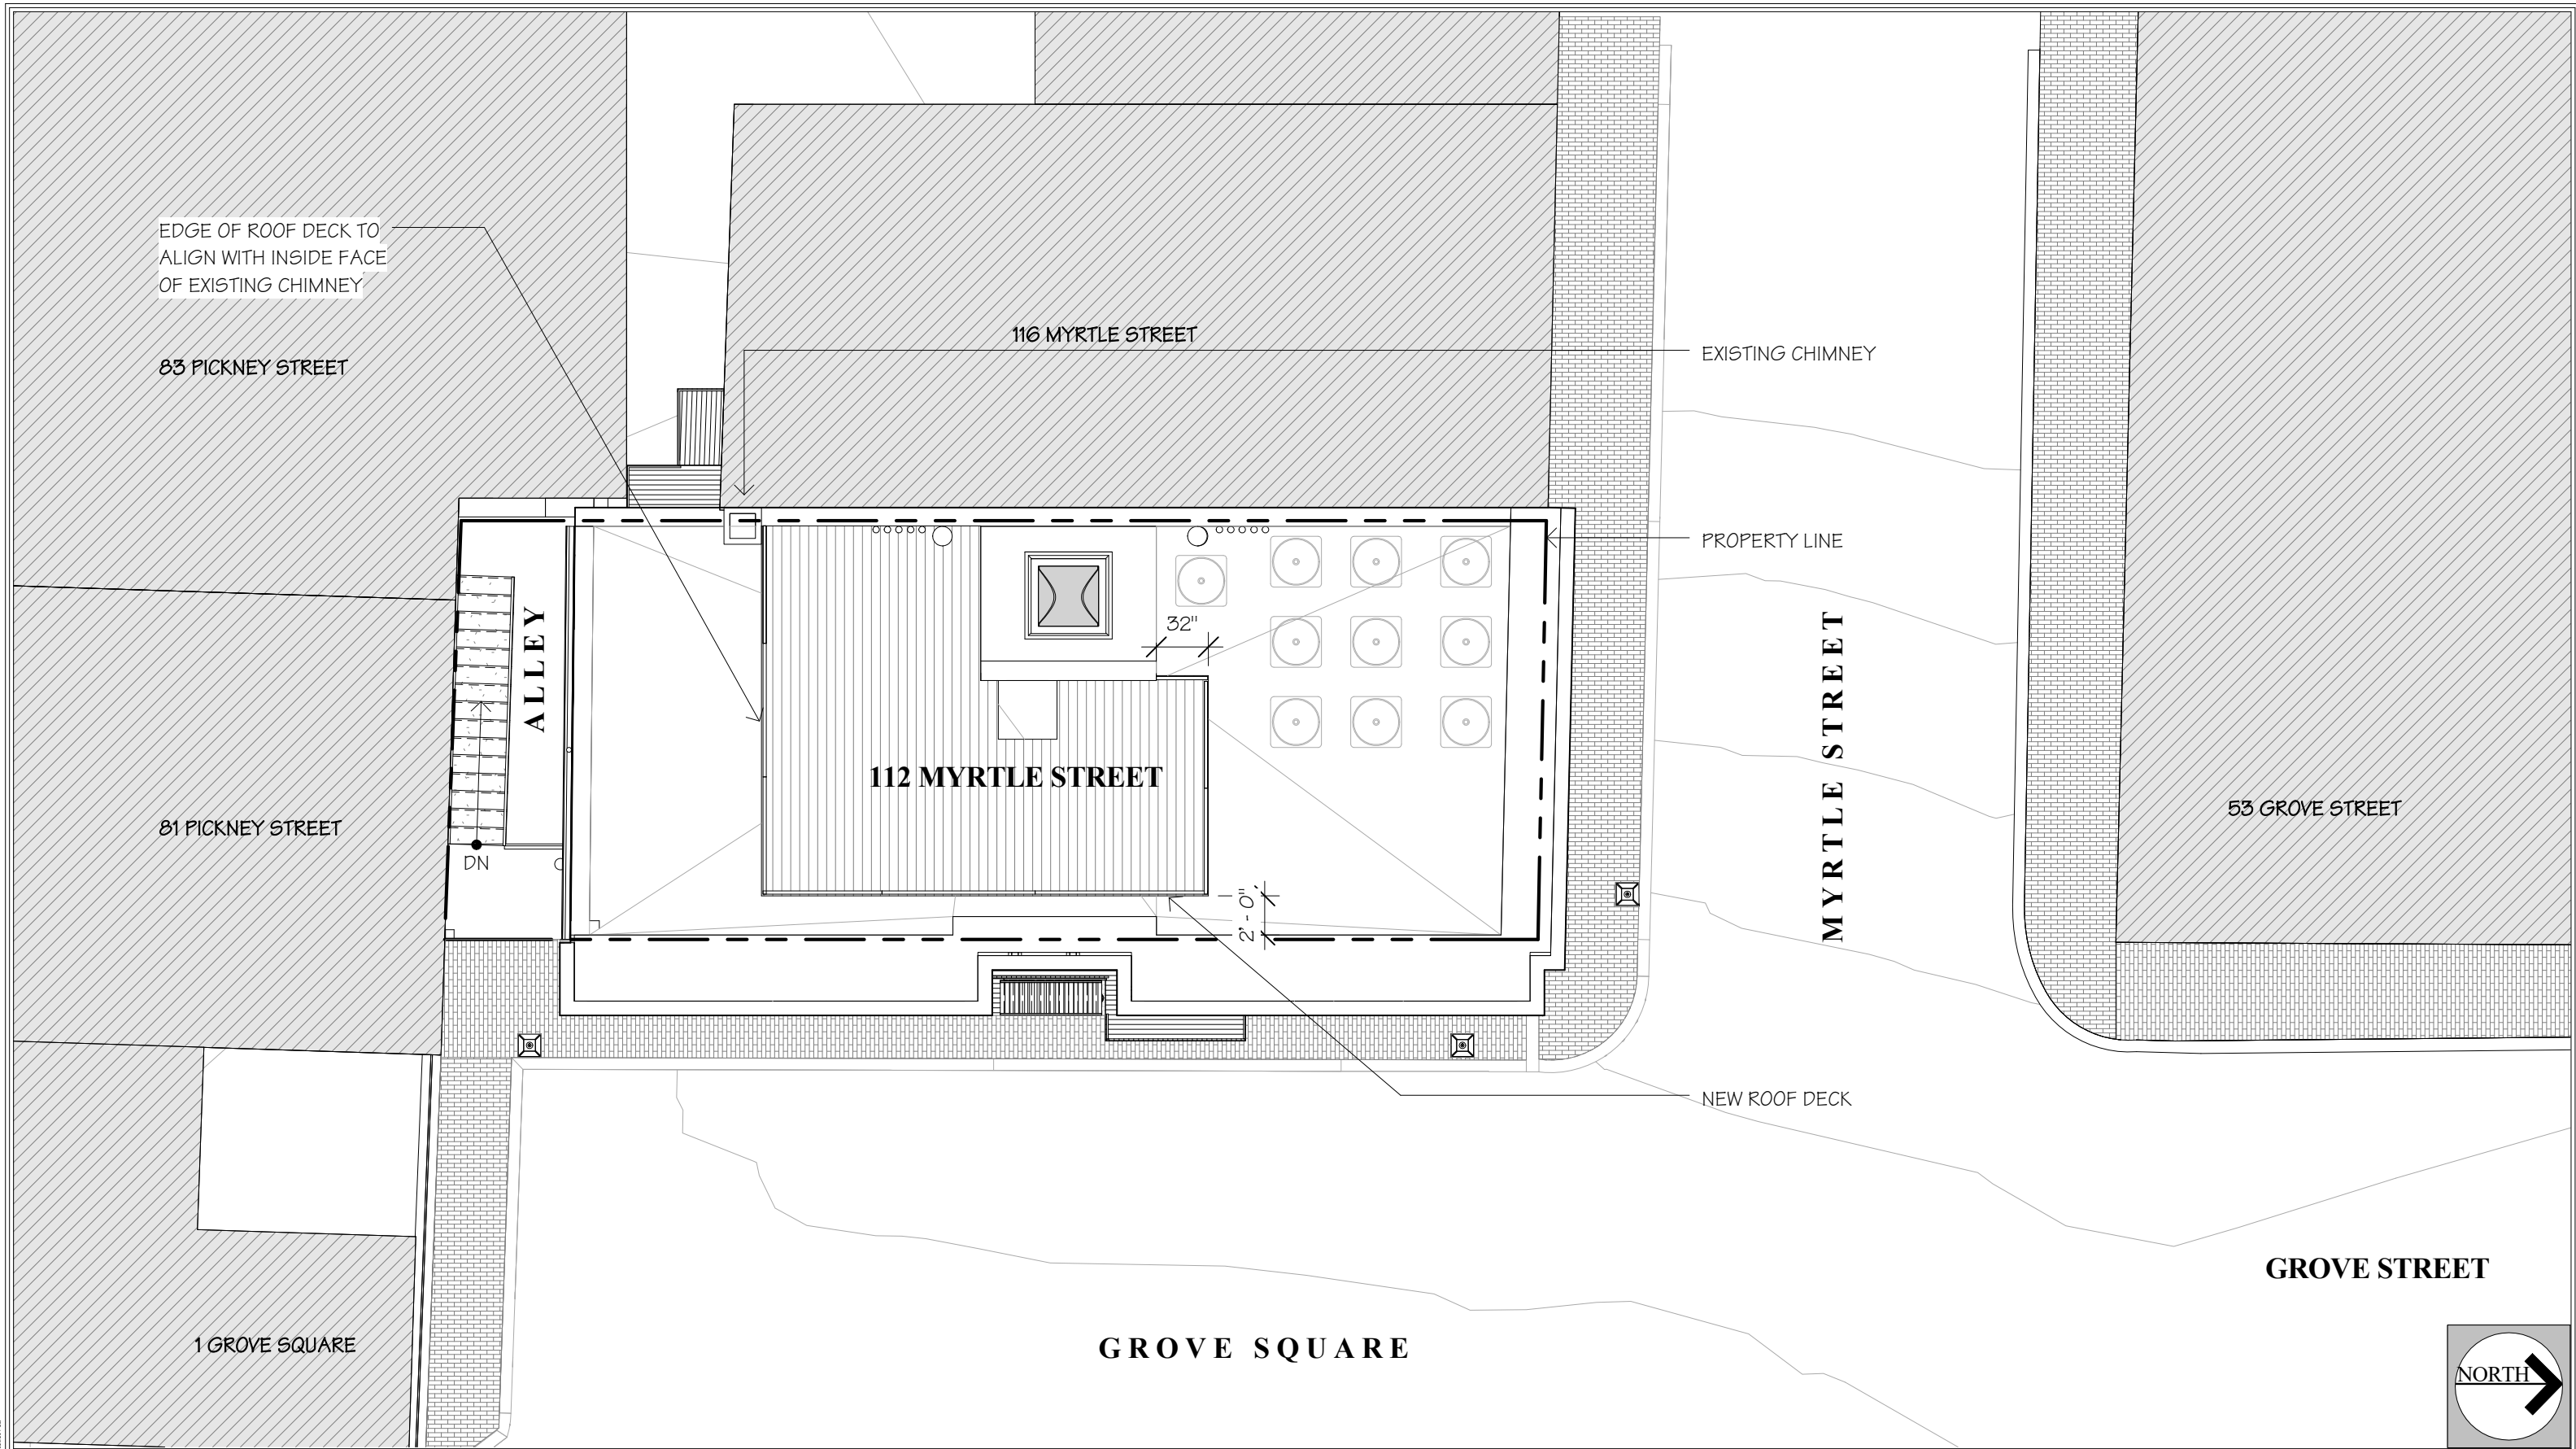 EDGE OF ROOF DECK TO
ALIGN WITH INSIDE FACE
OF EXISTING CHIMNEY
83 PICKNEY STREET
116 MYRTLE STREET
EXISTING CHIMNEY
PROPERTY LINE
ALLEY
32"
112 MYRTLE STREET
MYRTLE STREET
53 GROVE STREET
81 PICKNEY STREET
DN
2' - 0"
NEW ROOF DECK
GROVE STREET
1 GROVE SQUARE
GROVE SQUARE
NORTH